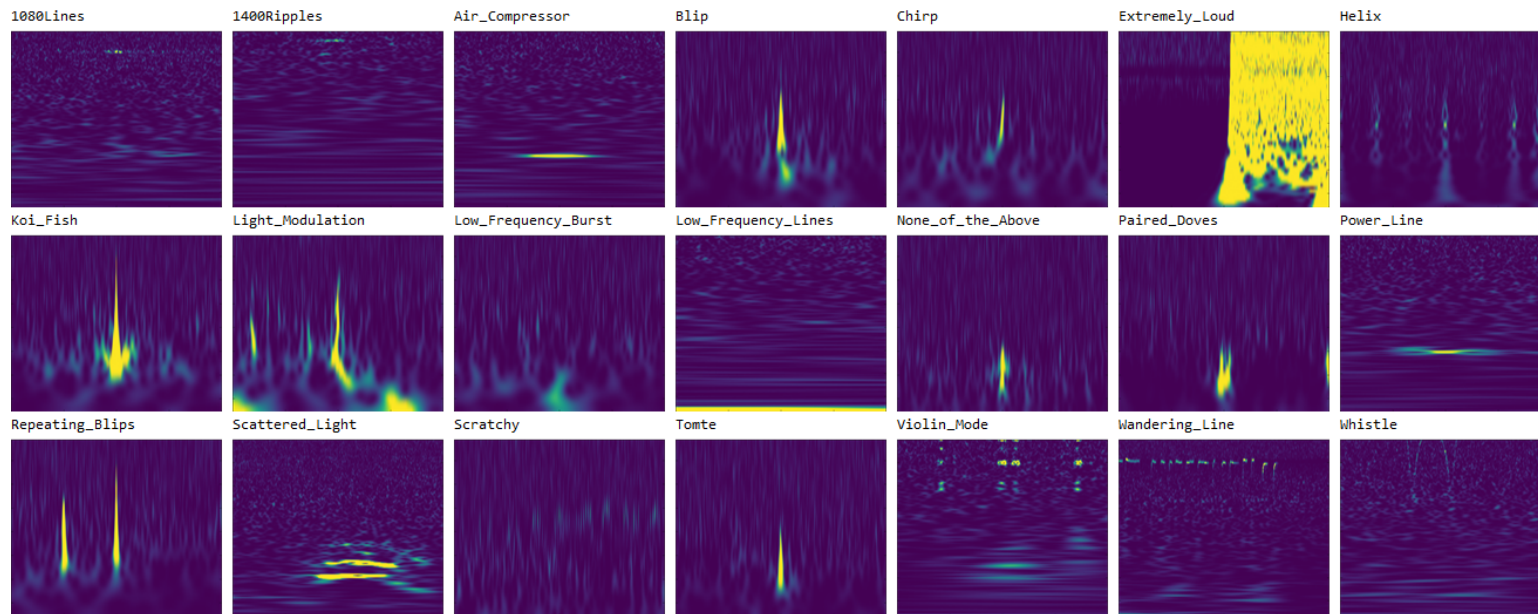 1080Lines 1400Ripples Air_Compressor Blip Chirp Extremely_Loud Helix
Koi_Fish Light_Modulation Low_Frequency_Burst Low_Frequency_Lines None_of_the_Above Paired_Doves Power_Line
Repeating_Blips Scattered_Light Scratchy Tomte Violin_Mode Wandering_Line Whistle